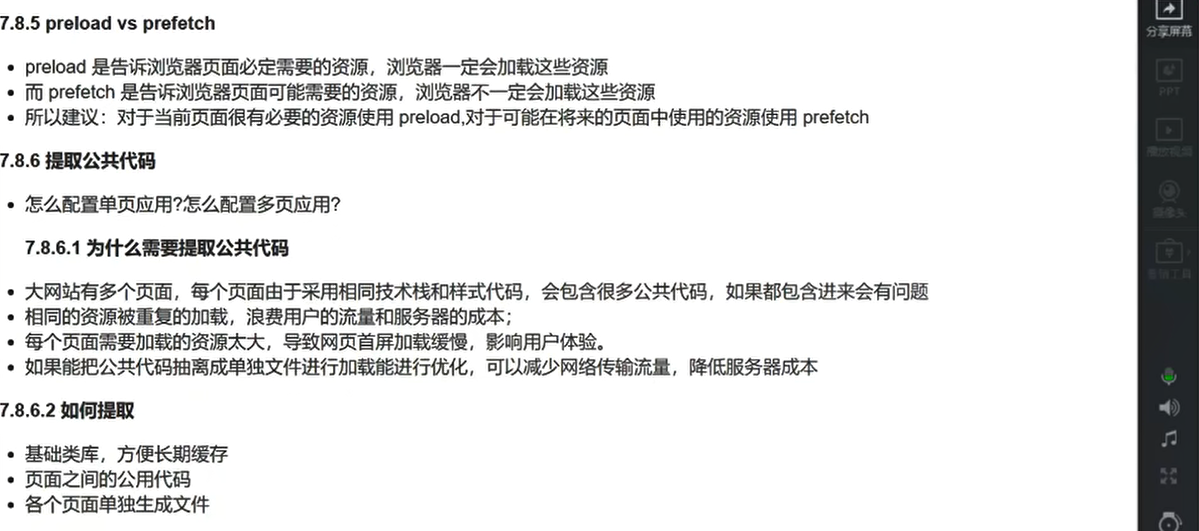 7.8.5 preload vs prefetch
preload 是告诉浏览器页面必定需要的资源，浏览器一定会加载这些资源
而 prefetch 是告诉浏览器页面可能需要的资源，浏览器不一定会加载这些资源
所以建议：对于当前页面很有必要的资源使用 preload,对于可能在将来的页面中使用的资源使用 prefetch
7.8.6 提取公共代码
怎么配置单页应用?怎么配置多页应用?
7.8.6.1 为什么需要提取公共代码
大网站有多个页面，每个页面由于采用相同技术栈和样式代码，会包含很多公共代码，如果都包含进来会有问题
相同的资源被重复的加载，浪费用户的流量和服务器的成本；
每个页面需要加载的资源太大，导致网页首屏加载缓慢，影响用户体验。
如果能把公共代码抽离成单独文件进行加载能进行优化，可以减少网络传输流量，降低服务器成本
7.8.6.2 如何提取
基础类库，方便长期缓存
页面之间的公用代码
各个页面单独生成文件
分享屏幕
PPT
播放视频
摄像头